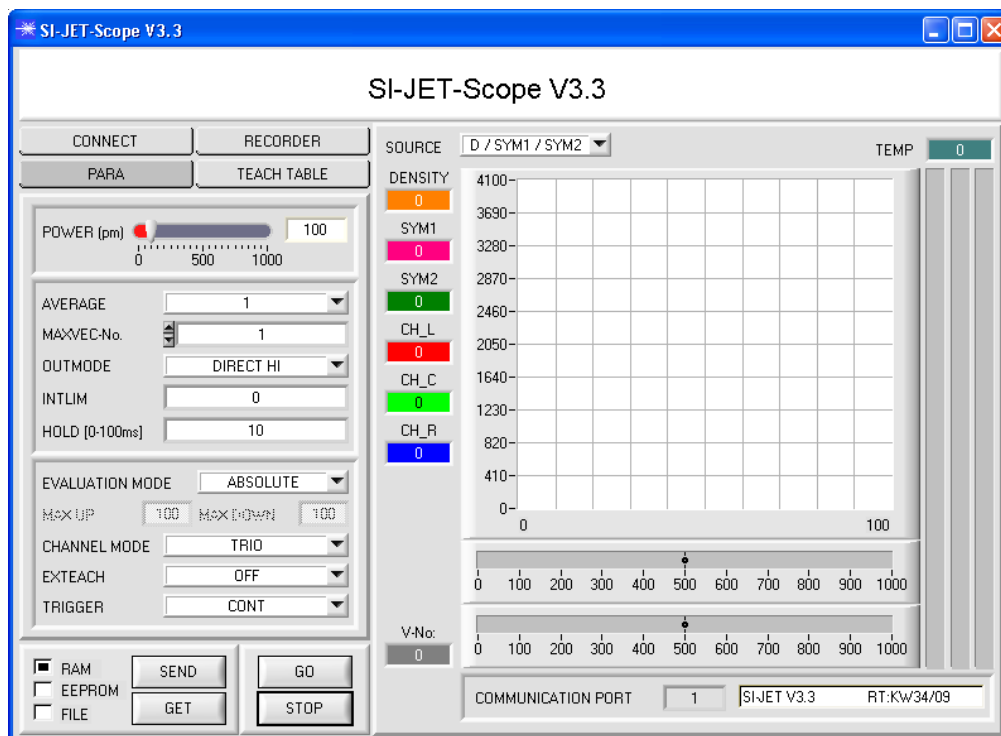 SI-JET-Scope V3.3
SI-JET-Scope V3.3
CONNECT RECORDER
PARA TEACH TABLE
POWER (pm) 100
0 500 1000
AVERAGE 1
MAXVEC-No. 1
OUTMODE DIRECT HI
INTLIM 0
HOLD [0-100ms] 10
EVALUATION MODE ABSOLUTE
MAX UP 100 MAX DOWN 100
CHANNEL MODE TRIO
EXTEACH OFF
TRIGGER CONT
RAM
EEPROM
FILE
SEND
GET
GO
STOP
SOURCE D / SYM1 / SYM2
TEMP 0
DENSITY
0
SYM1
0
SYM2
0
CH_L
0
CH_C
0
CH_R
0
4100
3690
3280
2870
2460
2050
1640
1230
820
410
0
0 100
0 100 200 300 400 500 600 700 800 900 1000
V-No:
0
0 100 200 300 400 500 600 700 800 900 1000
COMMUNICATION PORT 1 SI-JET V3.3 RT:KW34/09